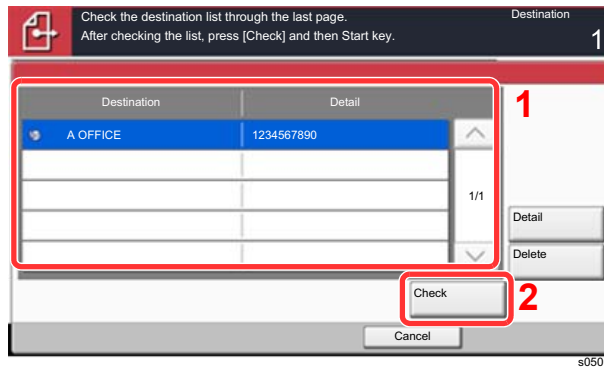 Check the destination list through the last page.
After checking the list, press [Check] and then Start key.
Destination
1
Destination Detail
1
A OFFICE 1234567890
1/1
Detail
Delete
Check
2
Cancel
s050